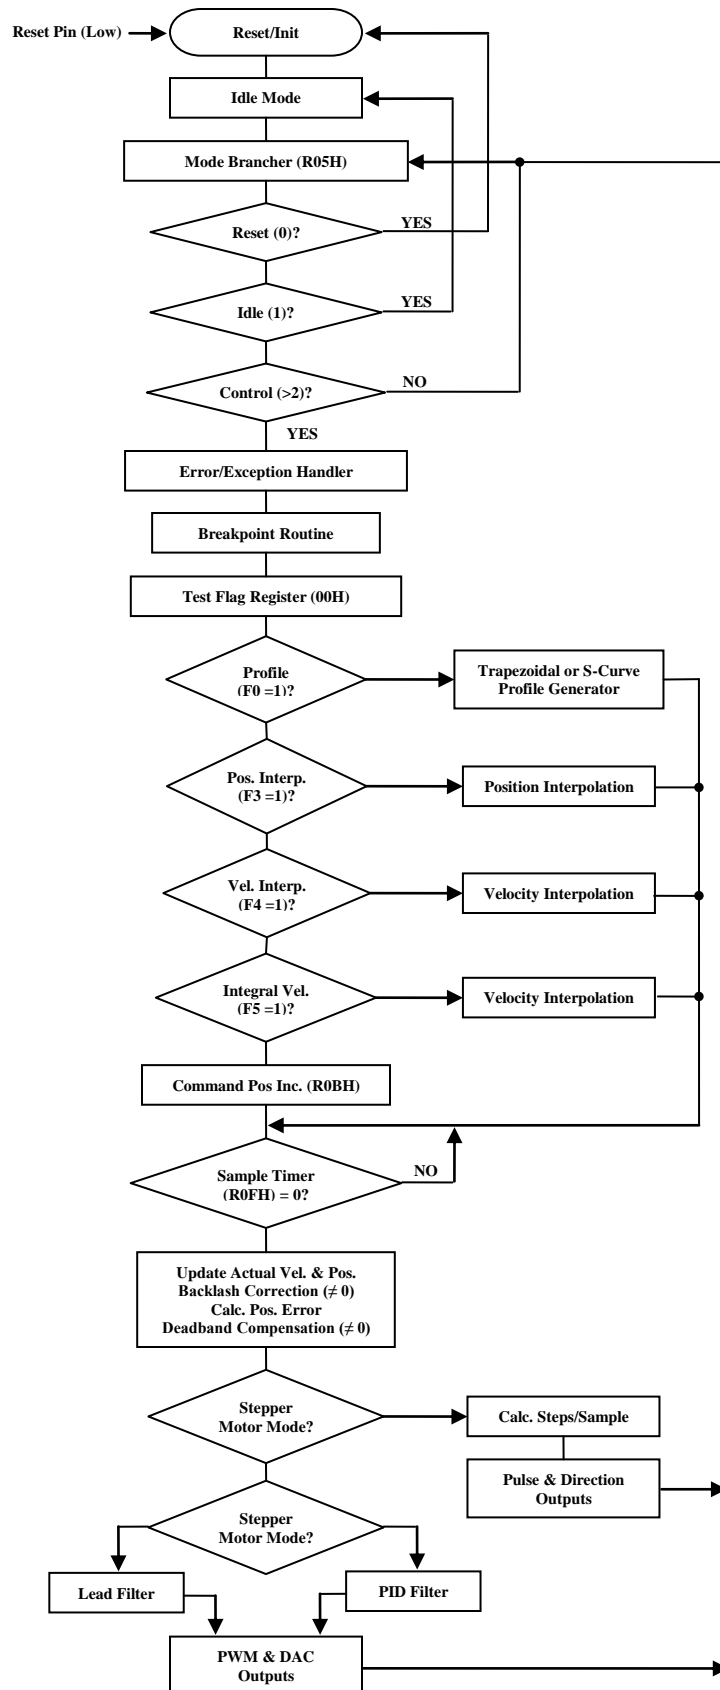 Reset Pin (Low)
Reset/Init
Idle Mode
Mode Brancher (R05H)
Reset (0)?
YES
Idle (1)?
YES
Control (>2)?
NO
YES
Error/Exception Handler
Breakpoint Routine
Test Flag Register (00H)
Profile
(F0 =1)?
Trapezoidal or S-Curve
Profile Generator
Pos. Interp.
(F3 =1)?
Position Interpolation
Vel. Interp.
(F4 =1)?
Velocity Interpolation
Integral Vel.
(F5 =1)?
Velocity Interpolation
Command Pos Inc. (R0BH)
Sample Timer
(R0FH) = 0?
NO
Update Actual Vel. & Pos.
Backlash Correction (≠ 0)
Calc. Pos. Error
Deadband Compensation (≠ 0)
Stepper
Motor Mode?
Calc. Steps/Sample
Pulse & Direction
Outputs
Stepper
Motor Mode?
Lead Filter
PID Filter
PWM & DAC
Outputs